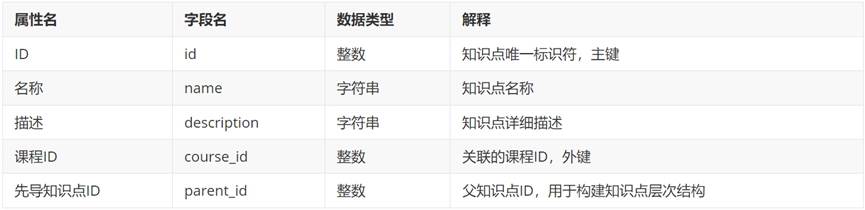 属性名 字段名 数据类型 解释
ID id 整数 知识点唯一标识符，主键
名称 name 字符串 知识点名称
描述 description 字符串 知识点详细描述
课程ID course_id 整数 关联的课程ID，外键
先导知识点ID parent_id 整数 父知识点ID，用于构建知识点层次结构